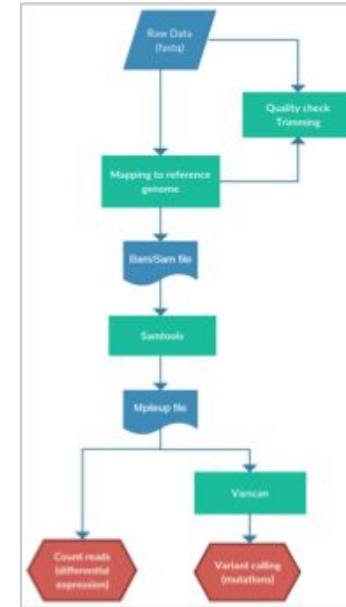 Raw Data
(fastq)
Quality check
Trimming
Mapping to reference
genome
Bam/Sam file
Samtools
Mpileup file
Varscan
Count reads
(differential
expression)
Variant calling
(mutations)